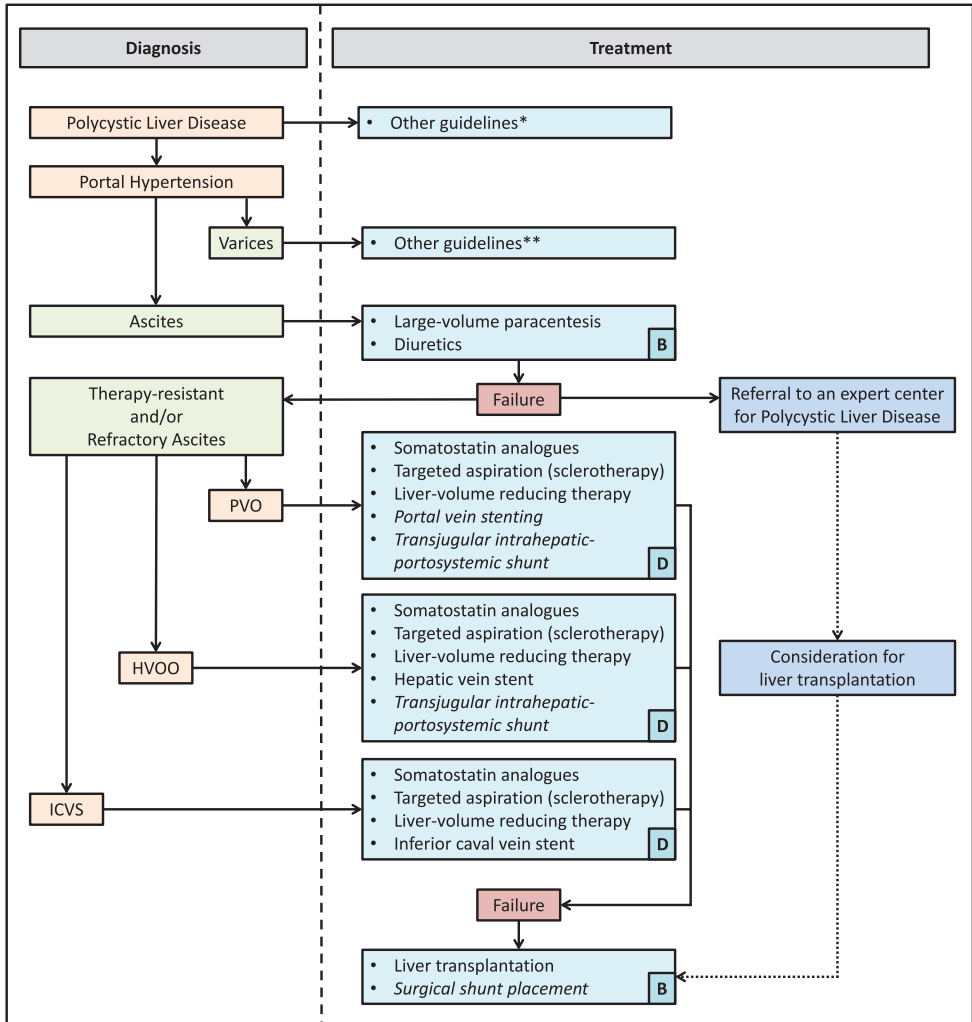 Diagnosis
Treatment
Polycystic Liver Disease
• Other guidelines*
Portal Hypertension
Varices
• Other guidelines**
Ascites
• Large-volume paracentesis
• Diuretics
B
Failure
Therapy-resistant
and/or
Refractory Ascites
Referral to an expert center
for Polycystic Liver Disease
PVO
• Somatostatin analogues
• Targeted aspiration (sclerotherapy)
• Liver-volume reducing therapy
• Portal vein stenting
• Transjugular intrahepatic-
portosystemic shunt
D
HVOO
• Somatostatin analogues
• Targeted aspiration (sclerotherapy)
• Liver-volume reducing therapy
• Hepatic vein stent
• Transjugular intrahepatic-
portosystemic shunt
D
Consideration for
liver transplantation
ICVS
• Somatostatin analogues
• Targeted aspiration (sclerotherapy)
• Liver-volume reducing therapy
• Inferior caval vein stent
D
Failure
• Liver transplantation
• Surgical shunt placement
B